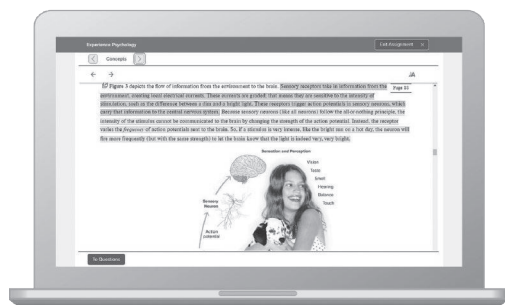 Experience Psychology
Exit Assignment ×
Concepts
Figure 3 depicts the flow of information from the environment to the brain. Sensory receptors take in information from the
Page 83
environment, creating local electrical currents. These currents are graded; that means they are sensitive to the intensity of
stimulation, such as the difference between a dim and a bright light. These receptors trigger action potentials in sensory neurons, which
carry that information to the central nervous system. Because sensory neurons (like all neurons) follow the all-or-nothing principle, the
intensity of the stimulus cannot be communicated to the brain by changing the strength of the action potential. Instead, the receptor
varies the frequency of action potentials sent to the brain. So, if a stimulus is very intense, like the bright sun on a hot day, the neuron will
fire more frequently (but with the same strength) to let the brain know that the light is indeed very, very bright.
Sensation and Perception
Vision
Taste
Smell
Hearing
Balance
Touch
Sensory
Neuron
Action
potential
To Questions